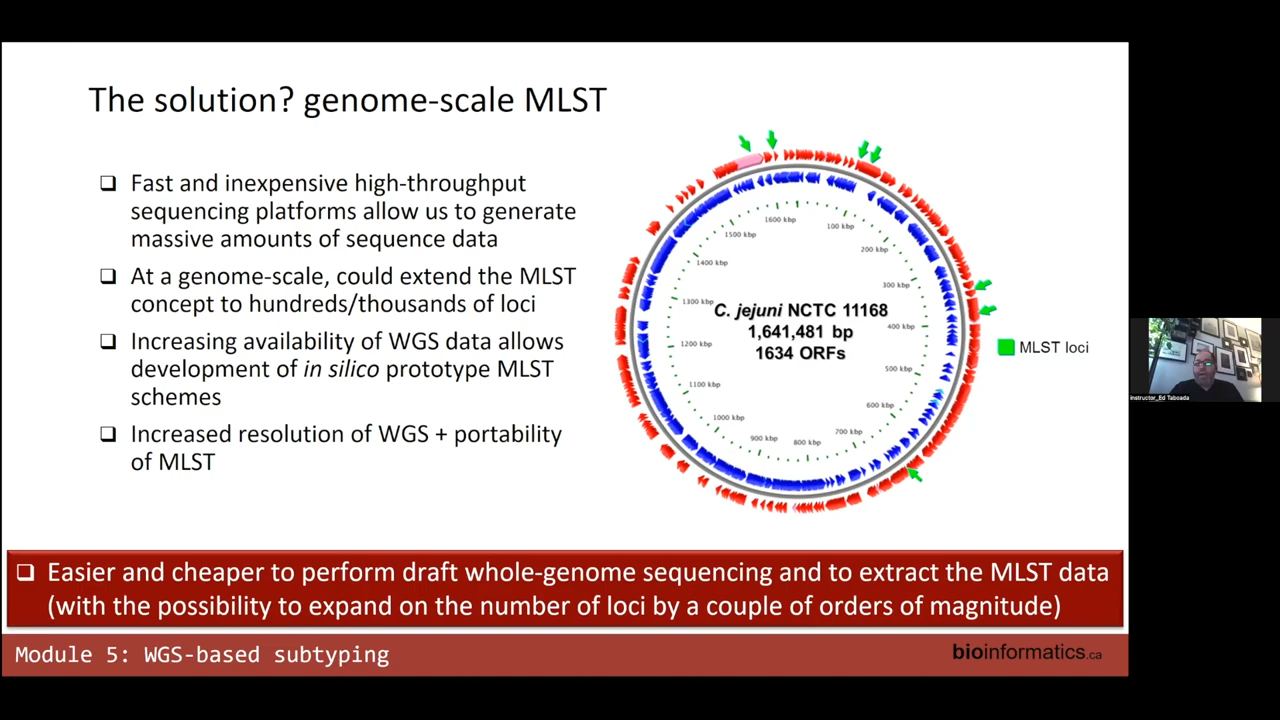 The solution? genome-scale MLST
❑ Fast and inexpensive high-throughput
sequencing platforms allow us to generate
massive amounts of sequence data
❑ At a genome-scale, could extend the MLST
concept to hundreds/thousands of loci
❑ Increasing availability of WGS data allows
development of in silico prototype MLST
schemes
❑ Increased resolution of WGS + portability
of MLST
1600 kbp
100 kbp
200 kbp
300 kbp
400 kbp
500 kbp
600 kbp
700 kbp
800 kbp
900 kbp
1000 kbp
1100 kbp
1200 kbp
1300 kbp
1400 kbp
1500 kbp
C. jejuni NCTC 11168
1,641,481 bp
1634 ORFs
MLST loci
instructor_Ed Taboada
❑ Easier and cheaper to perform draft whole-genome sequencing and to extract the MLST data
(with the possibility to expand on the number of loci by a couple of orders of magnitude)
Module 5: WGS-based subtyping
bioinformatics.ca